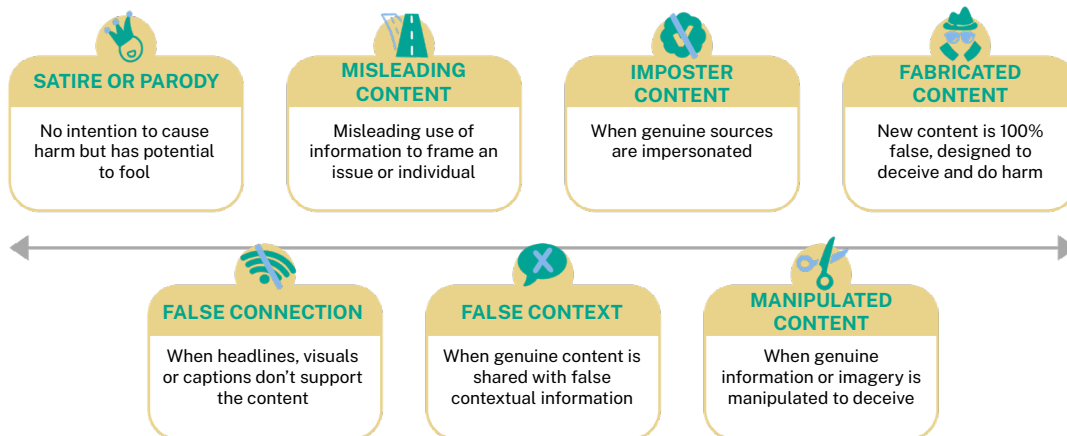 SATIRE OR PARODY
No intention to cause
harm but has potential
to fool
MISLEADING
CONTENT
Misleading use of
information to frame an
issue or individual
IMPOSTER
CONTENT
When genuine sources
are impersonated
FABRICATED
CONTENT
New content is 100%
false, designed to
deceive and do harm
FALSE CONNECTION
When headlines, visuals
or captions don’t support
the content
FALSE CONTEXT
When genuine content is
shared with false
contextual information
MANIPULATED
CONTENT
When genuine
information or imagery is
manipulated to deceive